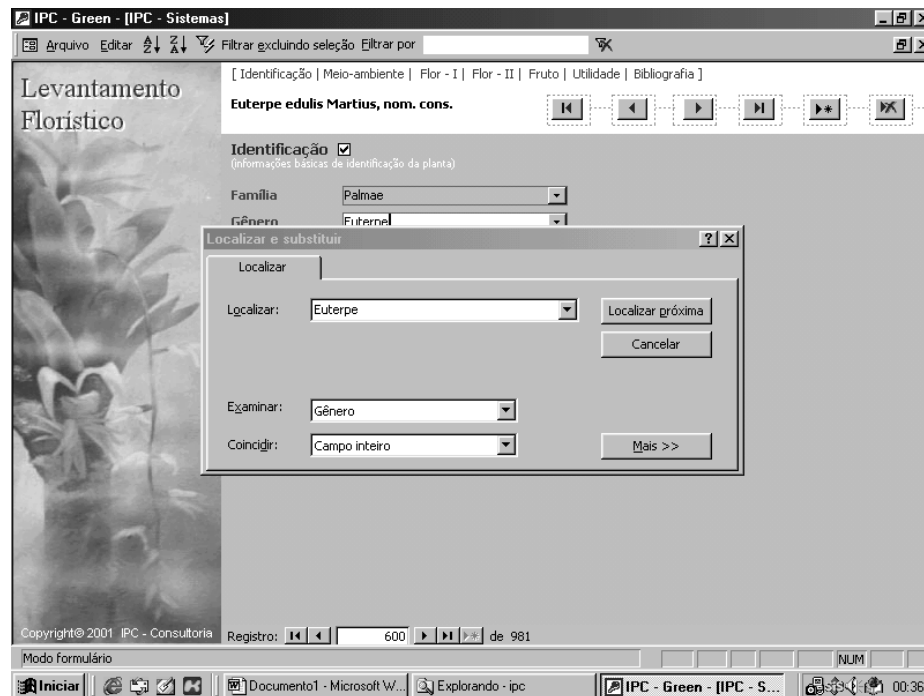 IPC - Green - [IPC - Sistemas]
Arquivo Editar Filtrar excluindo seleção Filtrar por
Levantamento
Florístico
[ Identificação | Meio-ambiente | Flor - I | Flor - II | Fruto | Utilidade | Bibliografia ]
Euterpe edulis Martius, nom. cons.
Identificação
(informações básicas de identificação da planta)
Família Palmae
Gênero Euterpe
Localizar e substituir
Localizar
Localizar: Euterpe Localizar próxima
Cancelar
Examinar: Gênero
Coincidir: Campo inteiro Mais >>
Copyright© 2001 IPC - Consultoria Registro: 600 de 981
Modo formulário NUM
Iniciar Documento1 - Microsoft W... Explorando - ipc IPC - Green - [IPC - S...